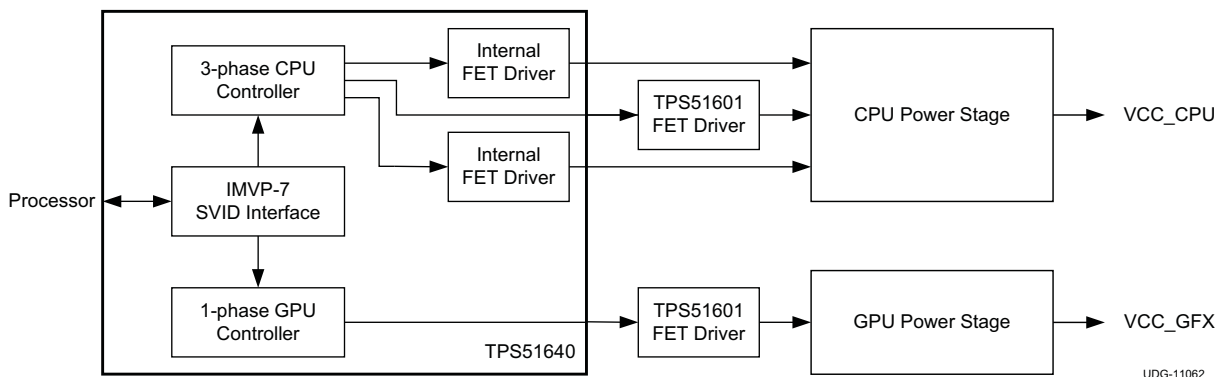 3-phase CPU
Controller
Internal
FET Driver
TPS51601
FET Driver
Internal
FET Driver
CPU Power Stage
VCC_CPU
Processor
IMVP-7
SVID Interface
1-phase GPU
Controller
TPS51640
TPS51601
FET Driver
GPU Power Stage
VCC_GFX
UDG-11062